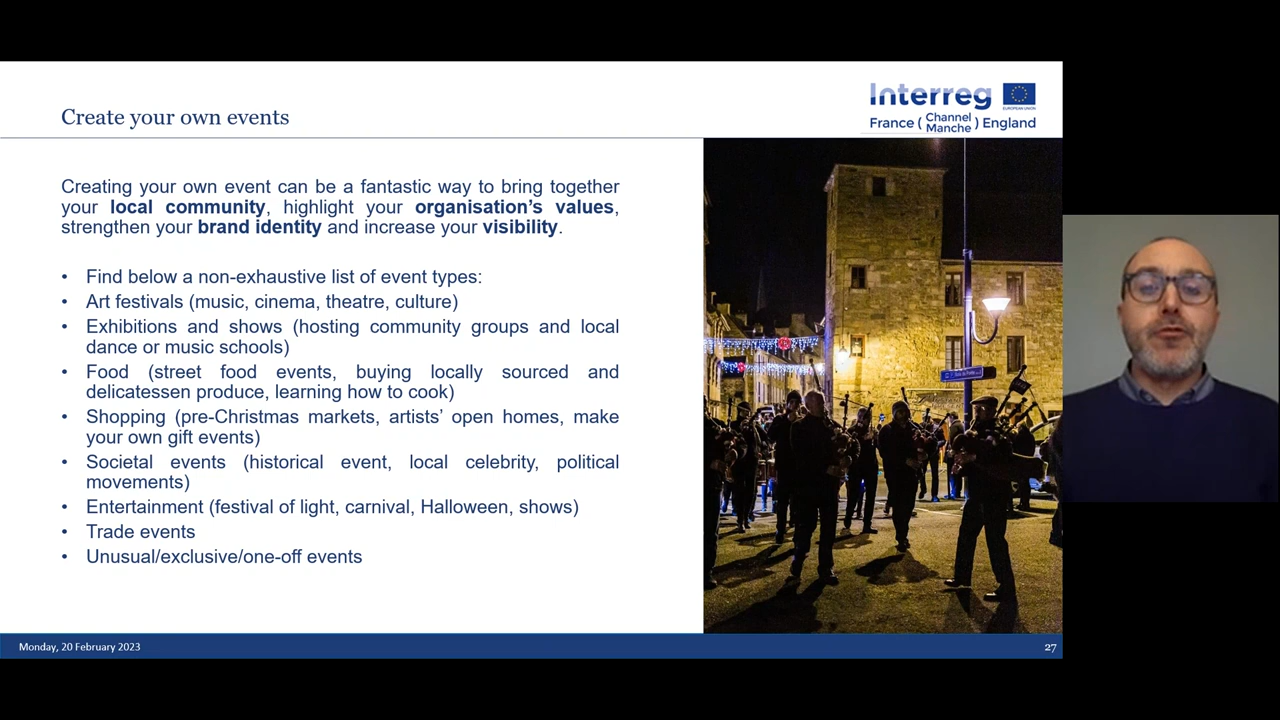 Create your own events
Interreg
EUROPEAN UNION
France ( Channel Manche ) England
Creating your own event can be a fantastic way to bring together
your local community, highlight your organisation’s values,
strengthen your brand identity and increase your visibility.
• Find below a non-exhaustive list of event types:
• Art festivals (music, cinema, theatre, culture)
• Exhibitions and shows (hosting community groups and local
dance or music schools)
• Food (street food events, buying locally sourced and
delicatessen produce, learning how to cook)
• Shopping (pre-Christmas markets, artists’ open homes, make
your own gift events)
• Societal events (historical event, local celebrity, political
movements)
• Entertainment (festival of light, carnival, Halloween, shows)
• Trade events
• Unusual/exclusive/one-off events
Monday, 20 February 2023
27